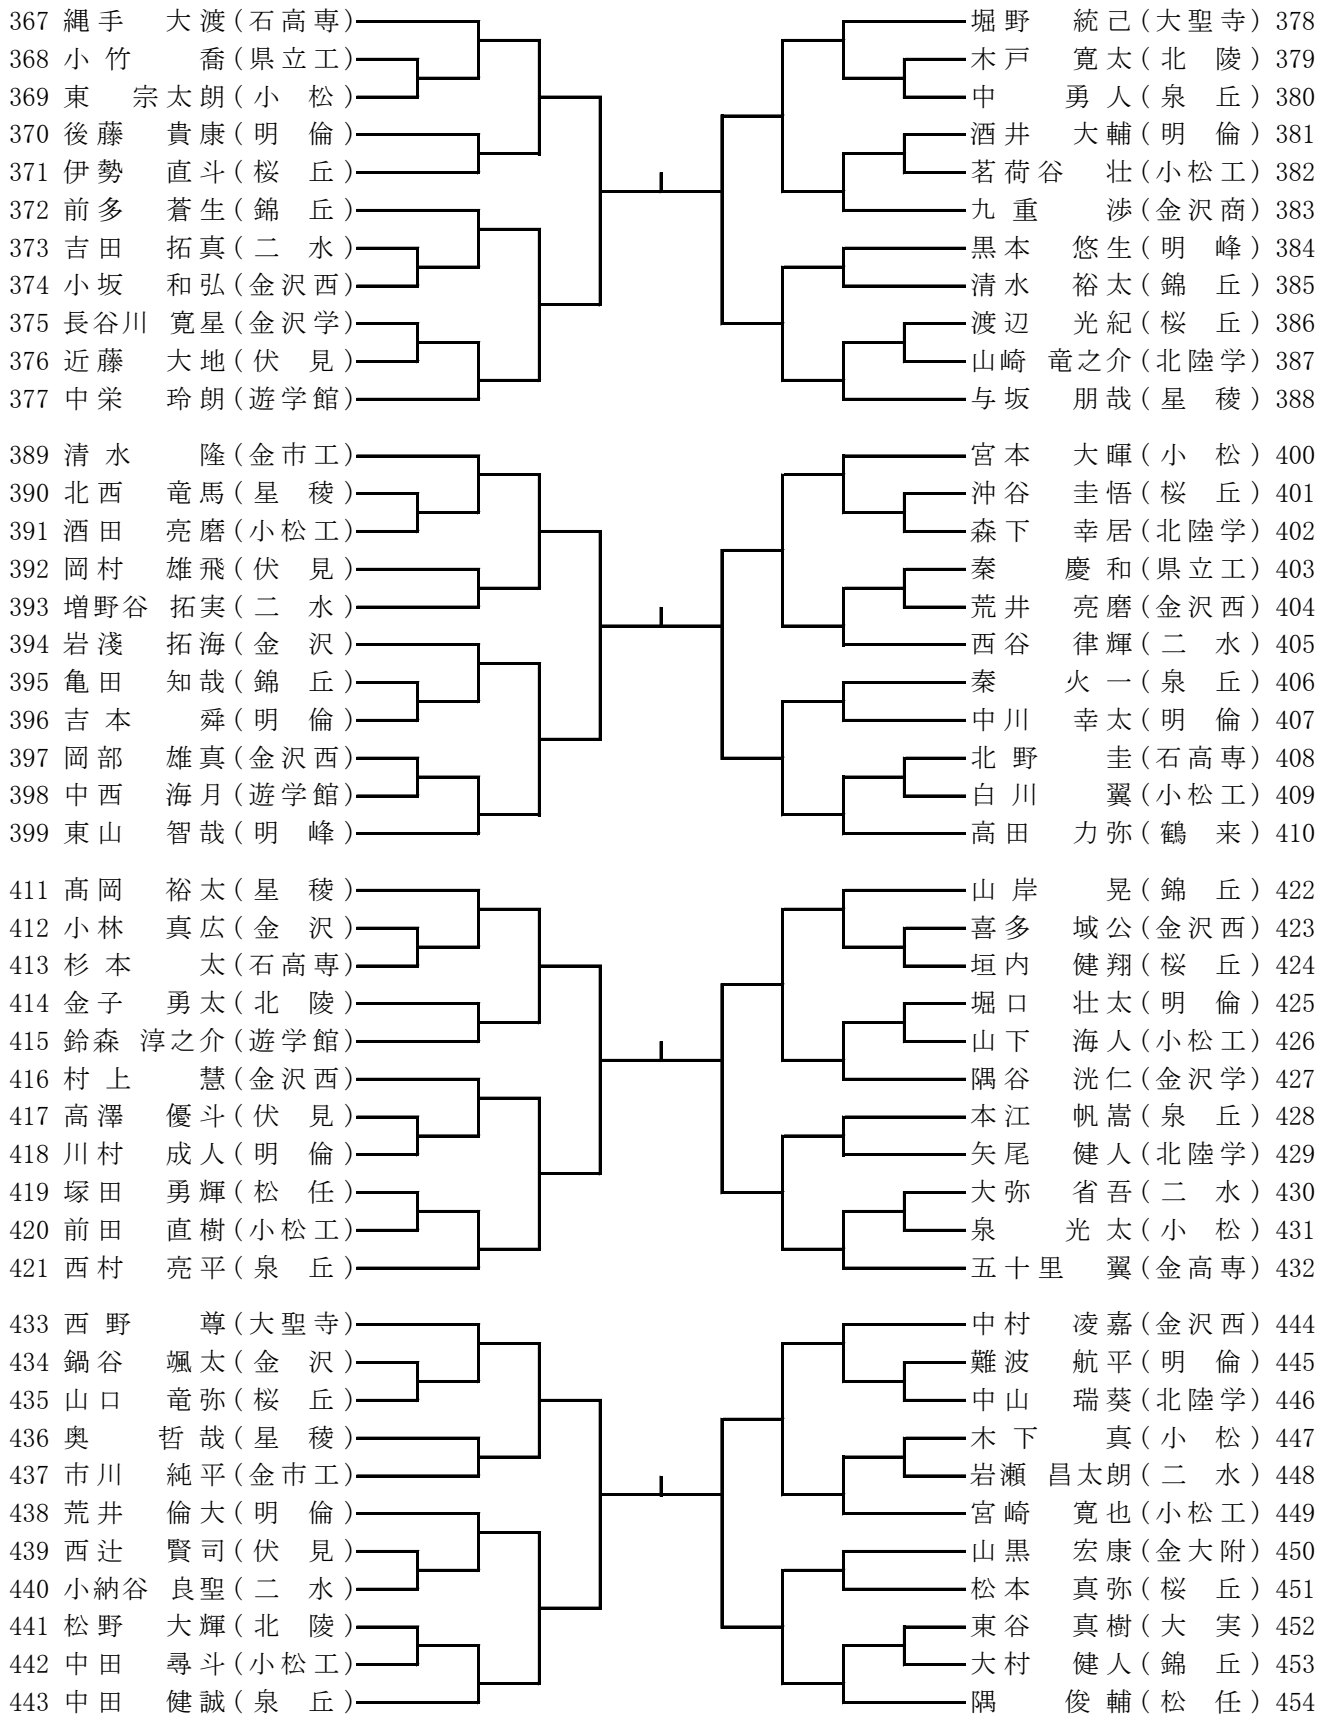 367 縄手 大渡(石高専) 堀野 統己(大聖寺) 378
368 小竹 喬(県立工) 木戸 寛太(北 陵) 379
369 東 宗太朗(小 松) 中 勇人(泉 丘) 380
370 後藤 貴康(明 倫) 酒井 大輔(明 倫) 381
371 伊勢 直斗(桜 丘) 茗荷谷 壮(小松工) 382
372 前多 蒼生(錦 丘) 九重 渉(金沢商) 383
373 吉田 拓真(二 水) 黒本 悠生(明 峰) 384
374 小坂 和弘(金沢西) 清水 裕太(錦 丘) 385
375 長谷川 寛星(金沢学) 渡辺 光紀(桜 丘) 386
376 近藤 大地(伏 見) 山崎 竜之介(北陸学) 387
377 中栄 玲朗(遊学館) 与坂 朋哉(星 稜) 388
389 清水 隆(金市工) 宮本 大暉(小 松) 400
390 北西 竜馬(星 稜) 沖谷 圭悟(桜 丘) 401
391 酒田 亮磨(小松工) 森下 幸居(北陸学) 402
392 岡村 雄飛(伏 見) 秦 慶和(県立工) 403
393 増野谷 拓実(二 水) 荒井 亮磨(金沢西) 404
394 岩淺 拓海(金 沢) 西谷 律輝(二 水) 405
395 亀田 知哉(錦 丘) 秦 火一(泉 丘) 406
396 吉本 舜(明 倫) 中川 幸太(明 倫) 407
397 岡部 雄真(金沢西) 北野 圭(石高専) 408
398 中西 海月(遊学館) 白川 翼(小松工) 409
399 東山 智哉(明 峰) 高田 力弥(鶴 来) 410
411 髙岡 裕太(星 稜) 山岸 晃(錦 丘) 422
412 小林 真広(金 沢) 喜多 域公(金沢西) 423
413 杉本 太(石高専) 垣内 健翔(桜 丘) 424
414 金子 勇太(北 陵) 堀口 壮太(明 倫) 425
415 鈴森 淳之介(遊学館) 山下 海人(小松工) 426
416 村上 慧(金沢西) 隅谷 洸仁(金沢学) 427
417 高澤 優斗(伏 見) 本江 帆嵩(泉 丘) 428
418 川村 成人(明 倫) 矢尾 健人(北陸学) 429
419 塚田 勇輝(松 任) 大弥 省吾(二 水) 430
420 前田 直樹(小松工) 泉 光太(小 松) 431
421 西村 亮平(泉 丘) 五十里 翼(金高専) 432
433 西野 尊(大聖寺) 中村 凌嘉(金沢西) 444
434 鍋谷 颯太(金 沢) 難波 航平(明 倫) 445
435 山口 竜弥(桜 丘) 中山 瑞葵(北陸学) 446
436 奥 哲哉(星 稜) 木下 真(小 松) 447
437 市川 純平(金市工) 岩瀬 昌太朗(二 水) 448
438 荒井 倫大(明 倫) 宮崎 寛也(小松工) 449
439 西辻 賢司(伏 見) 山黒 宏康(金大附) 450
440 小納谷 良聖(二 水) 松本 真弥(桜 丘) 451
441 松野 大輝(北 陵) 東谷 真樹(大 実) 452
442 中田 尋斗(小松工) 大村 健人(錦 丘) 453
443 中田 健誠(泉 丘) 隅 俊輔(松 任) 454